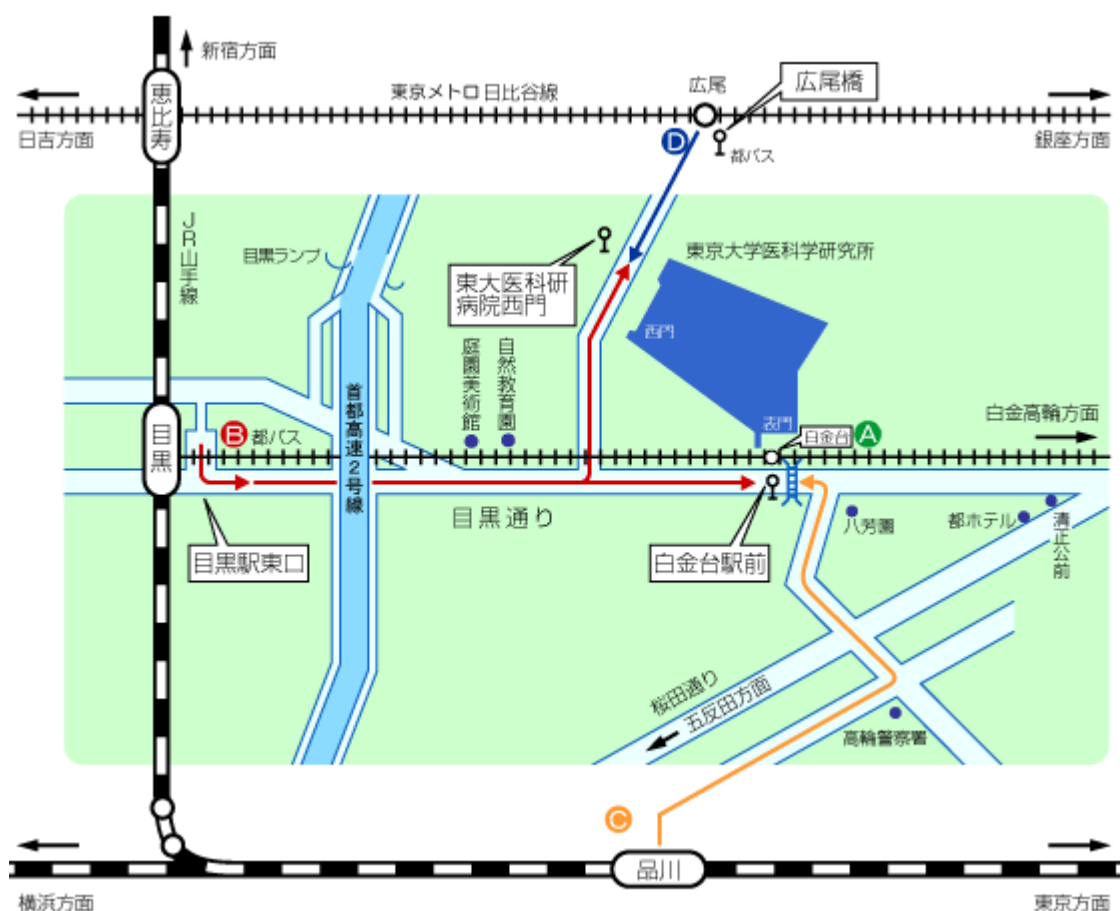 新宿方面
恵比寿
東京メトロ日比谷線
広尾
広尾橋
日吉方面
銀座方面
D
都バス
JR山手線
目黒ランプ
東大医科研
病院西門
東京大学医科学研究所
西門
庭園美術館
自然教育園
首都高速2号線
表門
白金台
A
白金高輪方面
目黒
B
都バス
目黒通り
目黒駅東口
白金台駅前
八芳園
都ホテル
清正公前
桜田通り
五反田方面
高輪警察署
C
品川
横浜方面
東京方面